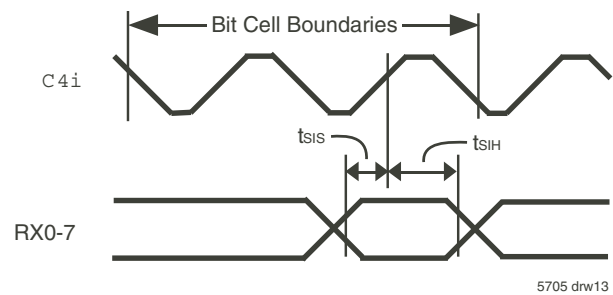 Bit Cell Boundaries
C4i
tSIS
tSIH
RX0-7
5705 drw13